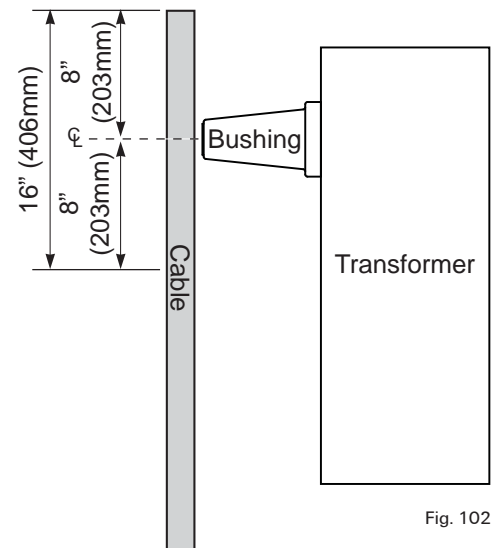 16” (406mm)
8”
(203mm)
℄
8”
(203mm)
Bushing
Cable
Transformer
Fig. 102